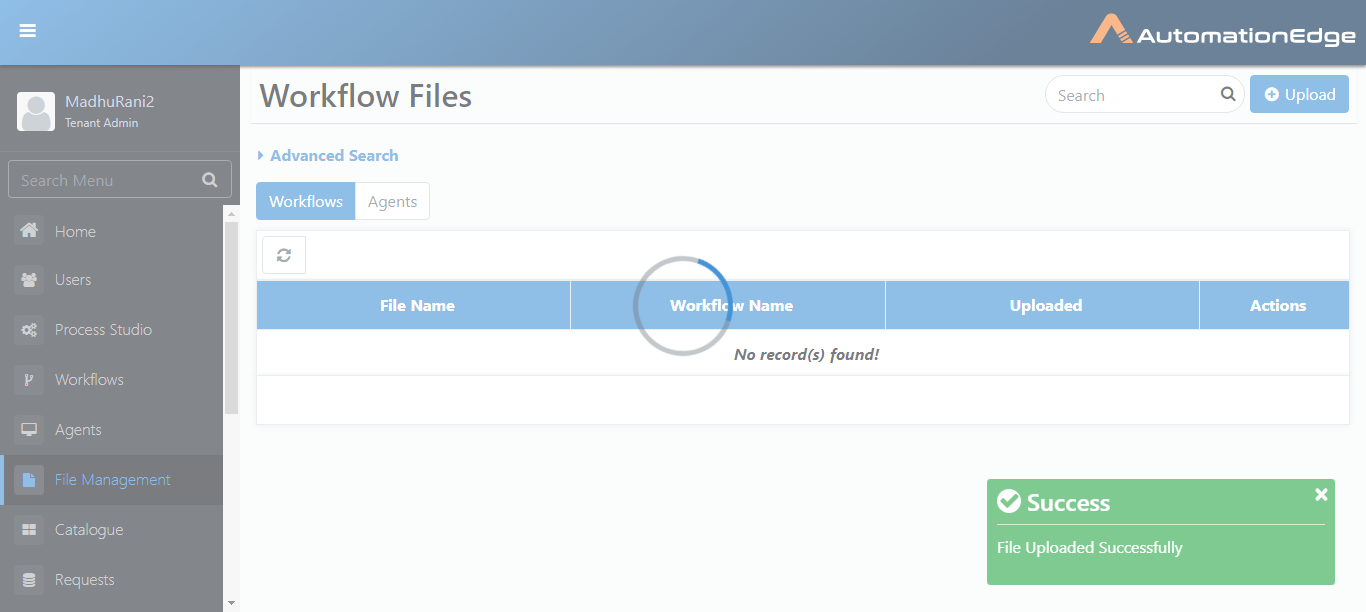 AutomationEdge
MadhuRani2
Tenant Admin
Search Menu
Home
Users
Process Studio
Workflows
Agents
File Management
Catalogue
Requests
Workflow Files
Search
Upload
Advanced Search
Workflows Agents
File Name Workflow Name Uploaded Actions
No record(s) found!
Success
File Uploaded Successfully